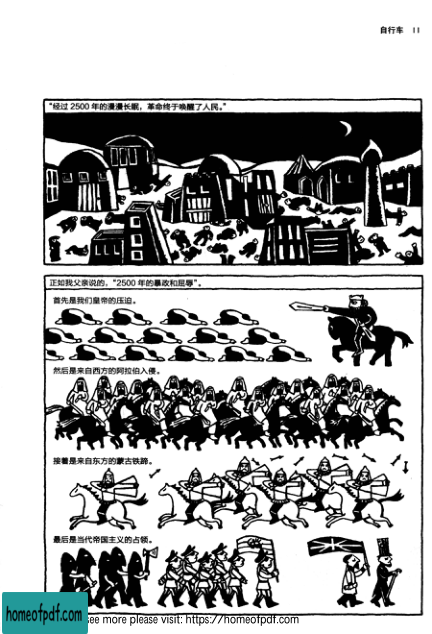 自行车 11
“经过 2500 年的漫漫长眠，革命终于唤醒了人民。”
正如我父亲说的，“2500 年的暴政和屈辱”。
首先是我们皇帝的压迫。
然后是来自西方的阿拉伯入侵。
接着是来自东方的蒙古铁蹄。
最后是当代帝国主义的占领。
homeofpdf.com
see more please visit: https://homeofpdf.com